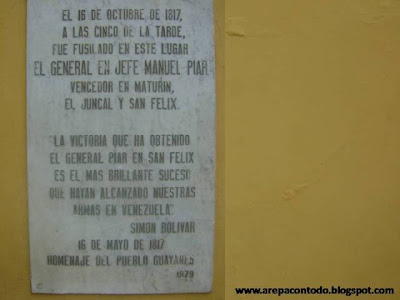 EL 16 DE OCTUBRE DE 1817,
A LAS CINCO DE LA TARDE,
FUE FUSILADO EN ESTE LUGAR
EL GENERAL EN JEFE MANUEL PIAR
VENCEDOR EN MATURIN,
EL JUNCAL Y SAN FELIX.
"LA VICTORIA QUE HA OBTENIDO
EL GENERAL PIAR EN SAN FELIX
ES EL MAS BRILLANTE SUCESO
QUE HAYAN ALCANZADO NUESTRAS
ARMAS EN VENEZUELA"
SIMON BOLIVAR
16 DE MAYO DE 1817
HOMENAJE DEL PUEBLO GUAYANES
1979
www.arepacontodo.blogspot.com